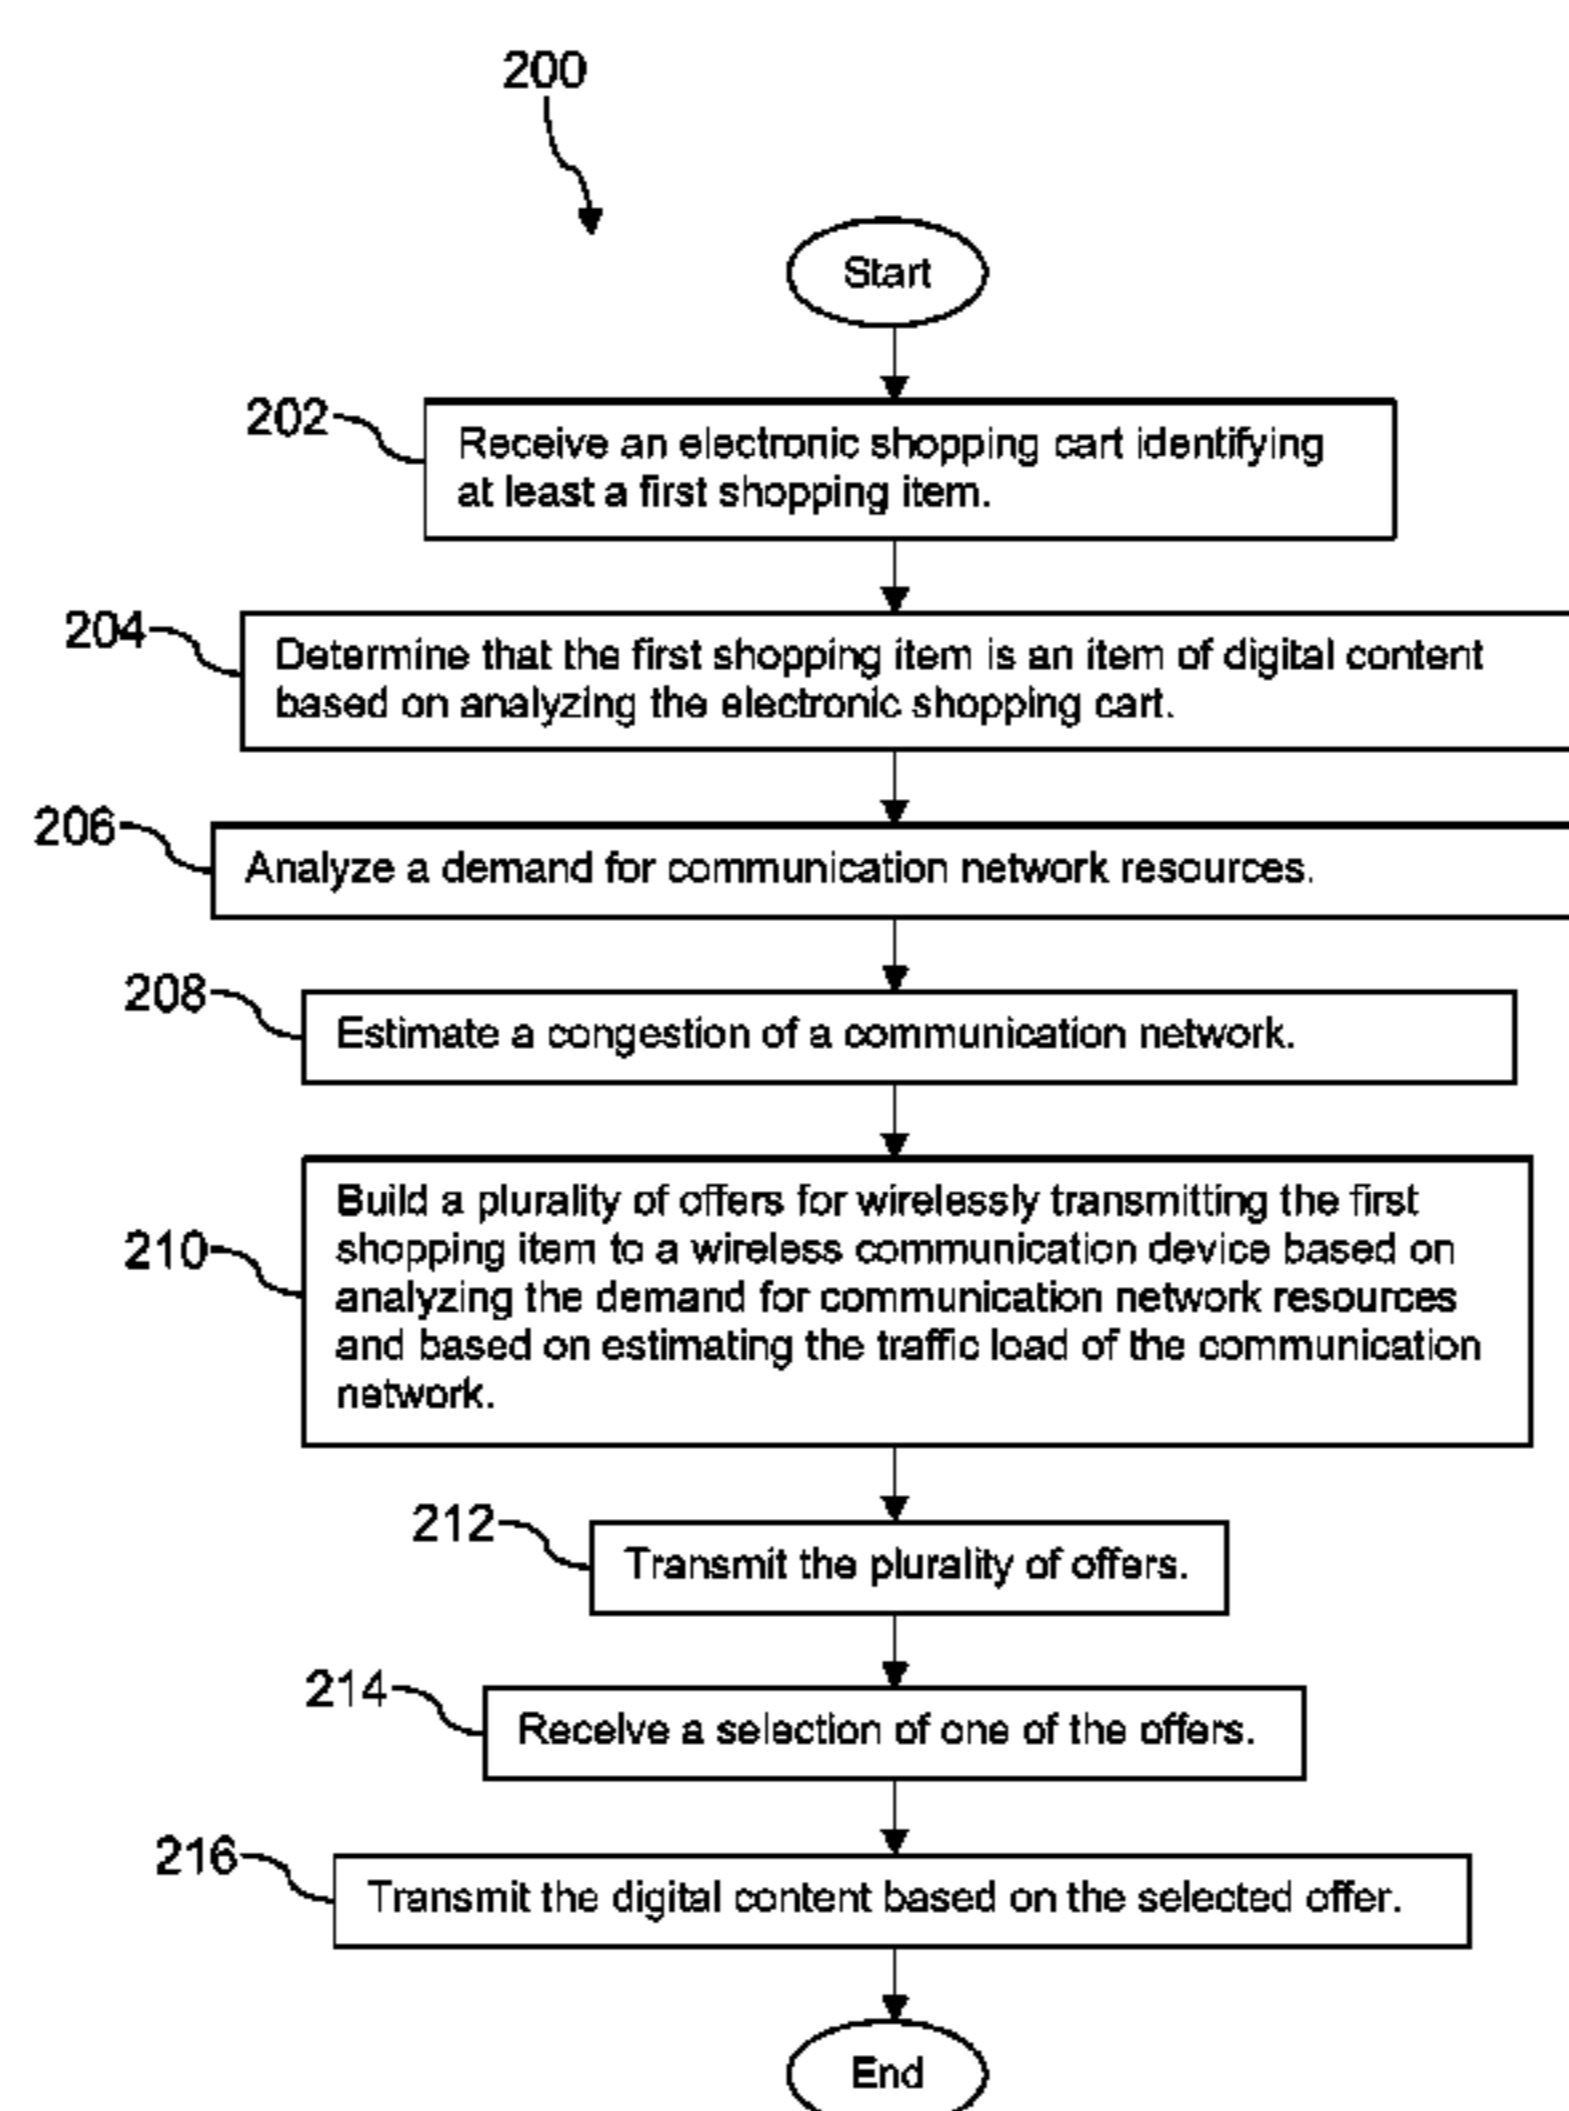 200
Start
202
Receive an electronic shopping cart identifying
at least a first shopping item.
204
Determine that the first shopping item is an item of digital content
based on analyzing the electronic shopping cart.
206
Analyze a demand for communication network resources.
208
Estimate a congestion of a communication network.
210
Build a plurality of offers for wirelessly transmitting the first
shopping item to a wireless communication device based on
analyzing the demand for communication network resources
and based on estimating the traffic load of the communication
network.
212
Transmit the plurality of offers.
214
Receive a selection of one of the offers.
216
Transmit the digital content based on the selected offer.
End